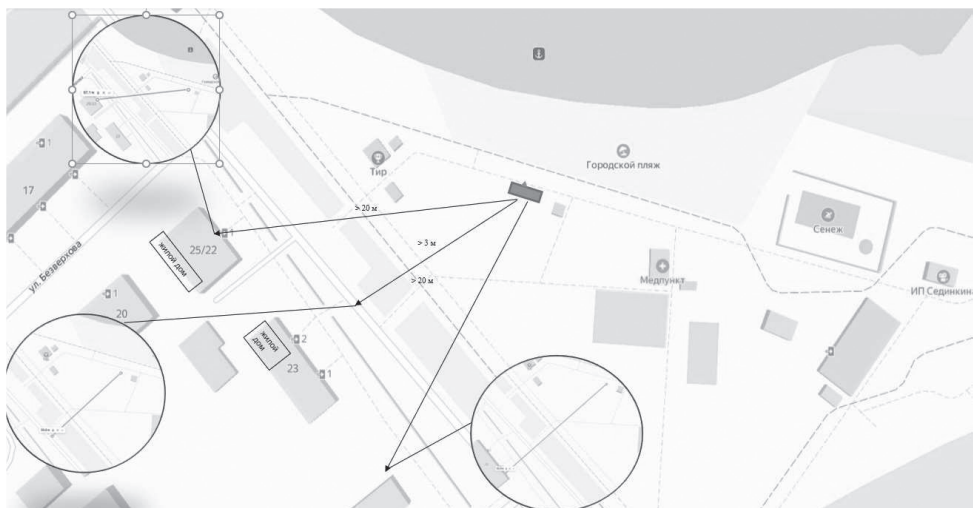 Тир
Городской пляж
1
17
> 20 м
Сенеж
1
25/22
жилой дом
> 3 м
ул. Безверхова
Медпункт
> 20 м
ИП Сединкина
1
20
жилой дом
2
23
1